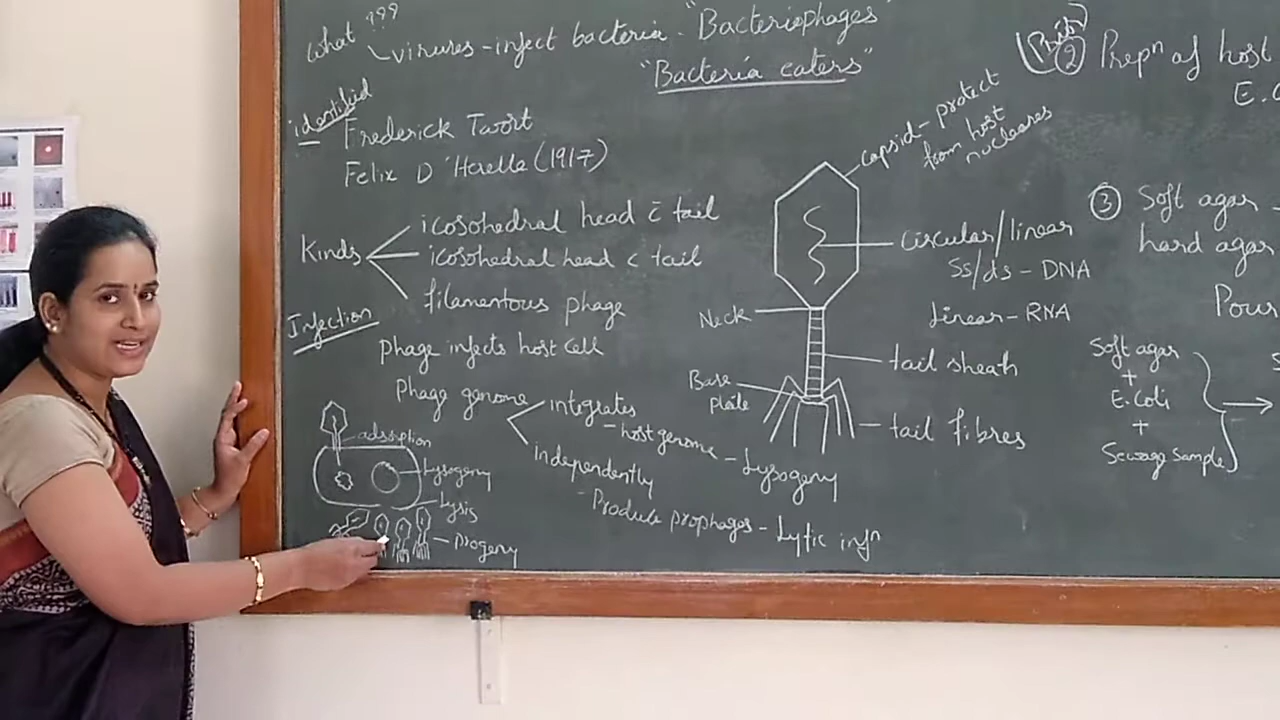 What ???
viruses - infect bacteria - "Bacteriophages"
"Bacteria eaters"
identified
Frederick Twort
Felix D'Herelle (1917)
Kinds
icosohedral head c̄ tail
icosohedral head c tail
filamentous phage
Infection
Phage infects host cell
Phage genome
integrates
- host genome - Lysogeny
independently
- Produce prophages - Lytic infn
adsorption
Lysogeny
Lysis
Progeny
capsid - protect
from host
nucleares
circular/linear
ss/ds - DNA
Linear - RNA
Neck
tail sheath
Base
plate
tail fibres
② Prepn of host
E.
③ Soft agar
hard agar
Pour
Soft agar
+
E.Coli
+
Sewage Sample